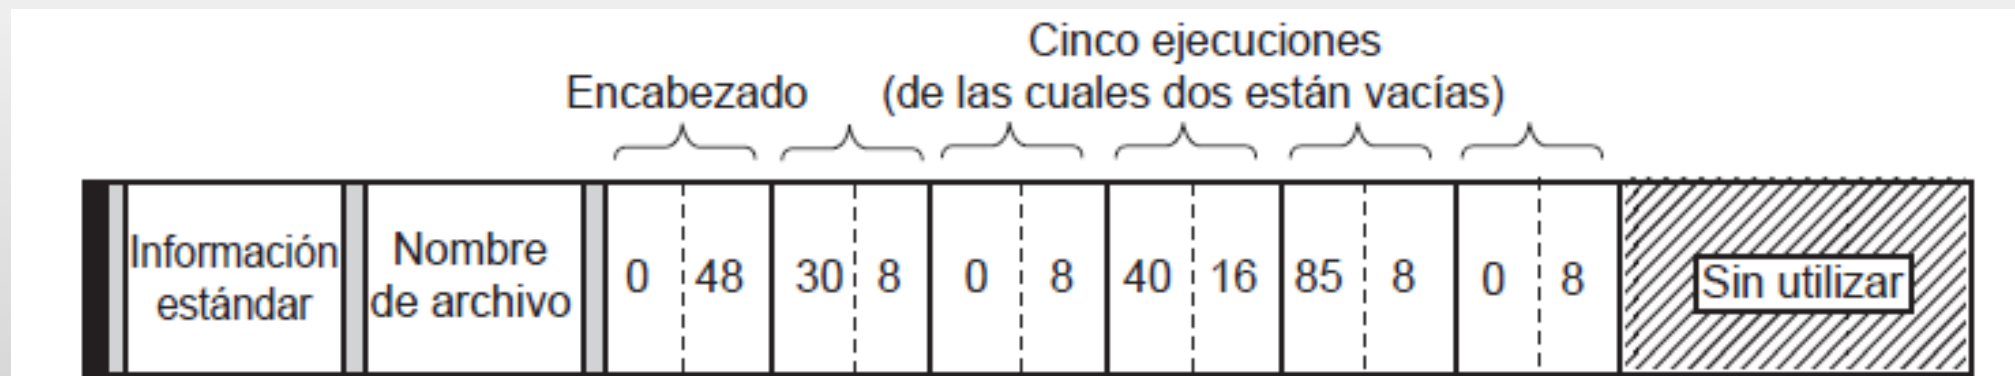 Cinco ejecuciones
Encabezado (de las cuales dos están vacías)
Información estándar
Nombre de archivo
0 48 30 8 0 8 40 16 85 8 0 8
Sin utilizar